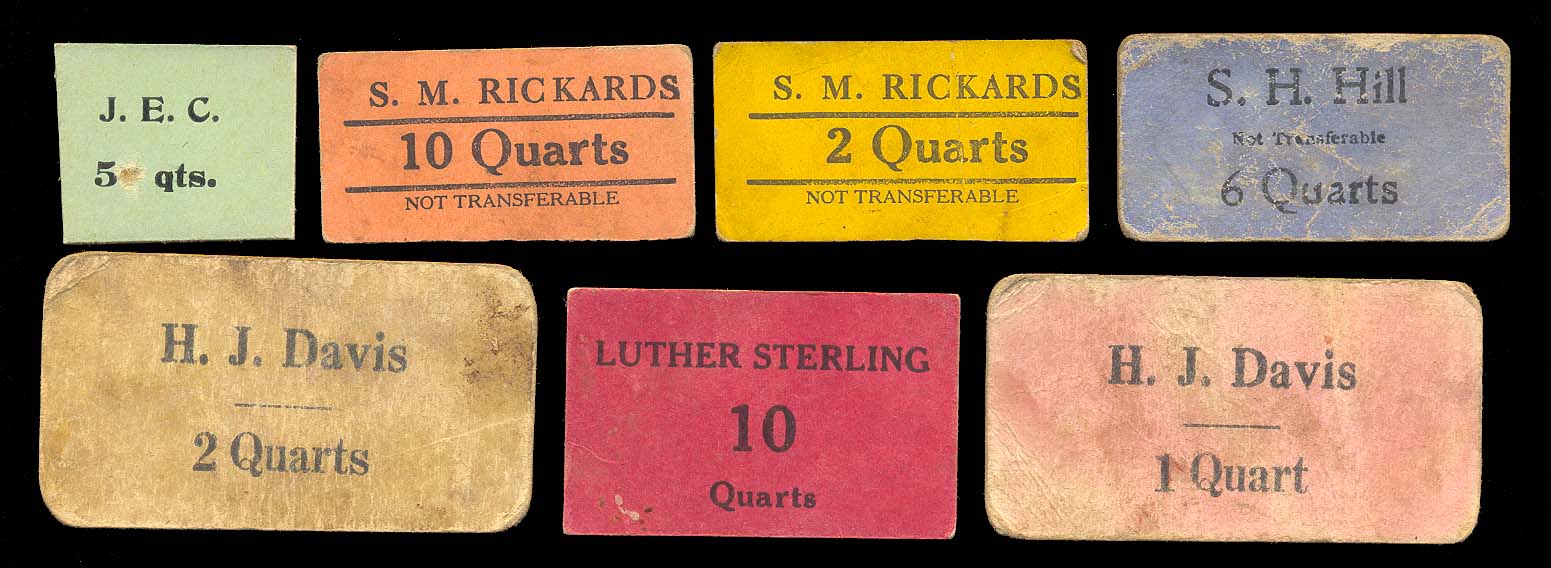 J. E. C.
5 qts.
S. M. RICKARDS
10 Quarts
NOT TRANSFERABLE
S. M. RICKARDS
2 Quarts
NOT TRANSFERABLE
S. H. Hill
Not Transferable
6 Quarts
H. J. Davis
2 Quarts
LUTHER STERLING
10
Quarts
H. J. Davis
1 Quart